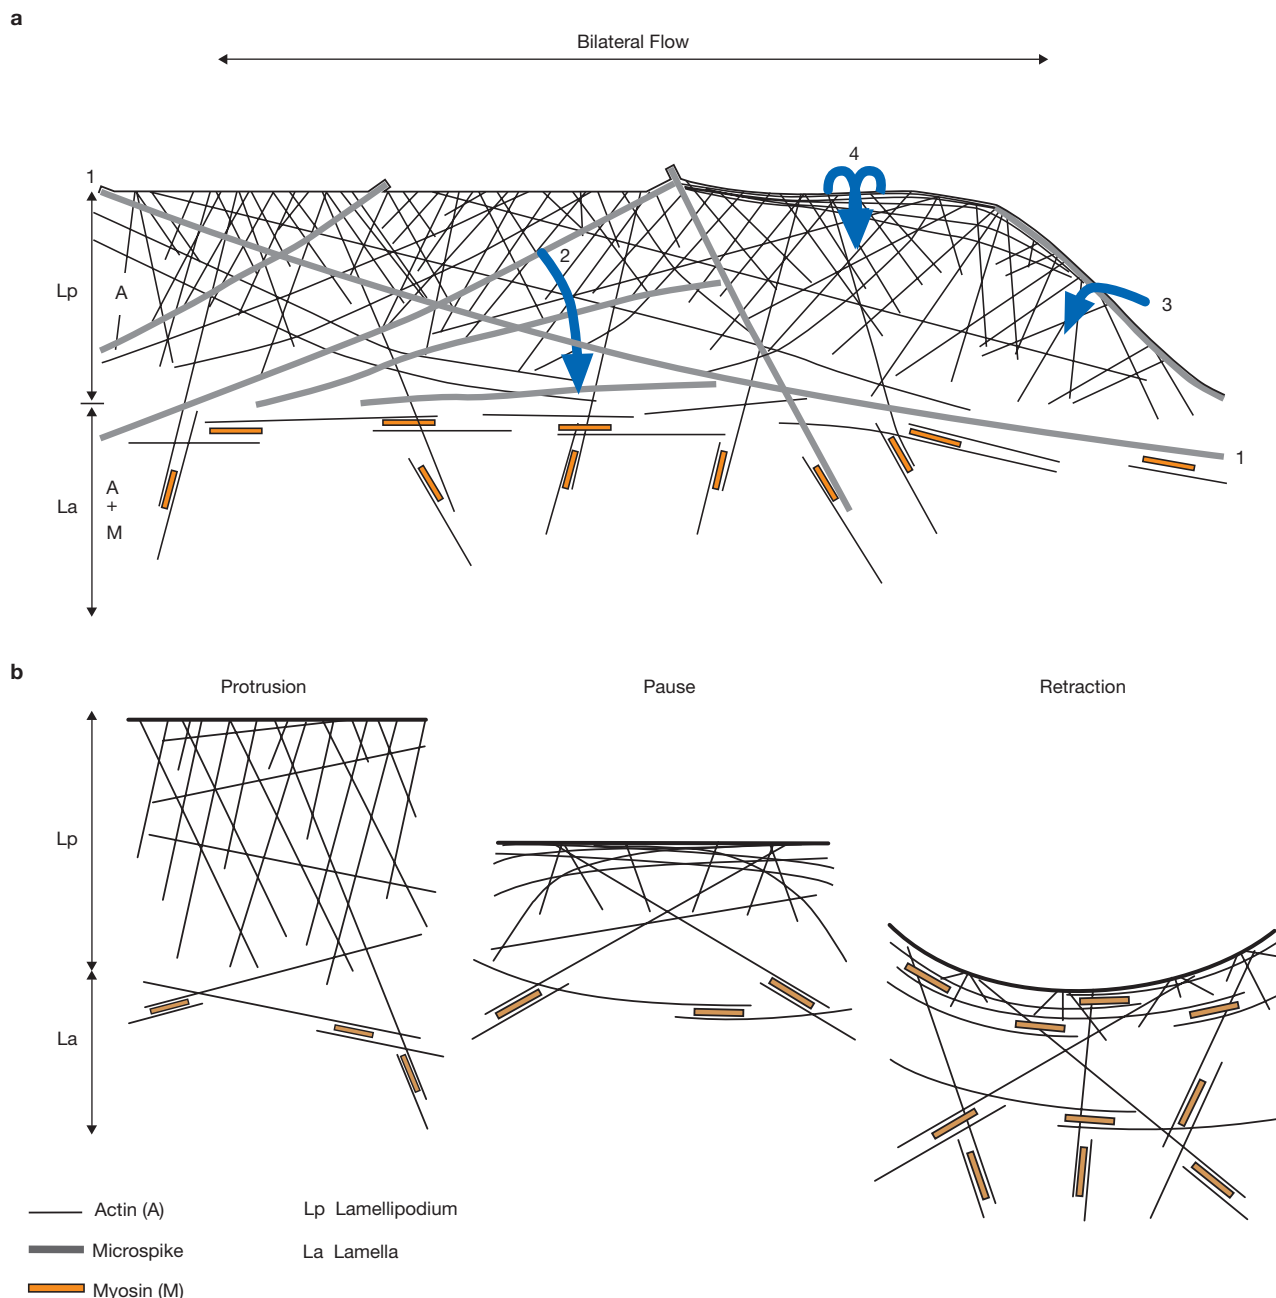 a
Bilateral Flow
4
1
2
Lp
A
3
1
La
A
+
M
b
Protrusion
Pause
Retraction
Lp
La
Actin (A)
Lp Lamellipodium
Microspike
La Lamella
Myosin (M)